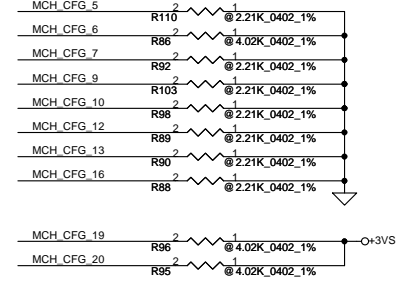 MCH_CFG_5 2 1
R110 @2.21K_0402_1%
MCH_CFG_6 2 1
R86 @4.02K_0402_1%
MCH_CFG_7 2 1
R92 @2.21K_0402_1%
MCH_CFG_9 2 1
R103 @2.21K_0402_1%
MCH_CFG_10 2 1
R98 @2.21K_0402_1%
MCH_CFG_12 2 1
R89 @2.21K_0402_1%
MCH_CFG_13 2 1
R90 @2.21K_0402_1%
MCH_CFG_16 2 1
R88 @2.21K_0402_1%
MCH_CFG_19 2 1 +3VS
R96 @4.02K_0402_1%
MCH_CFG_20 2 1
R95 @4.02K_0402_1%